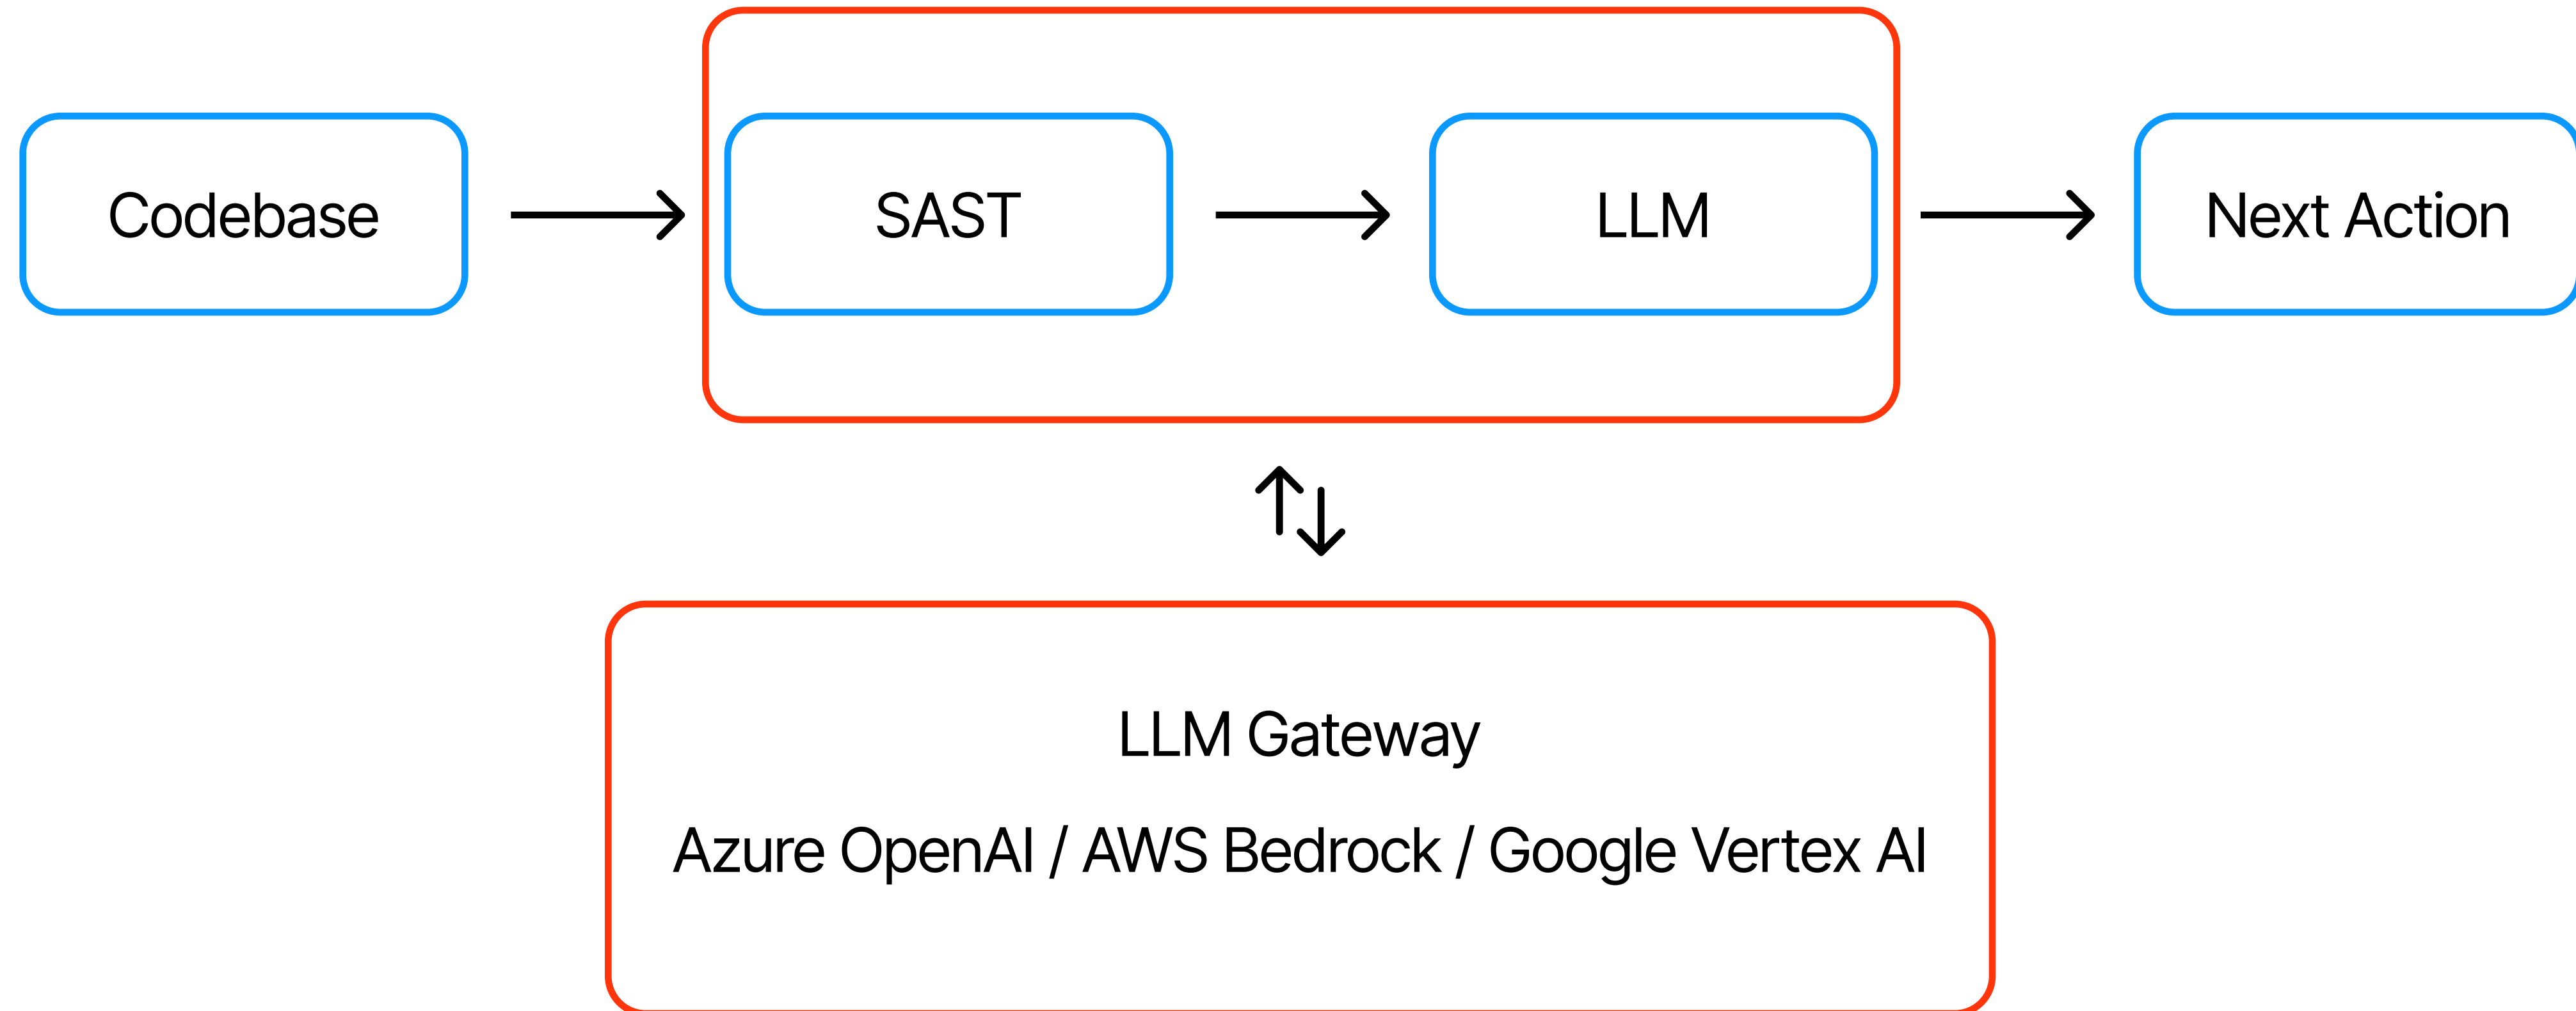 Codebase
SAST
LLM
Next Action
LLM Gateway
Azure OpenAI / AWS Bedrock / Google Vertex AI